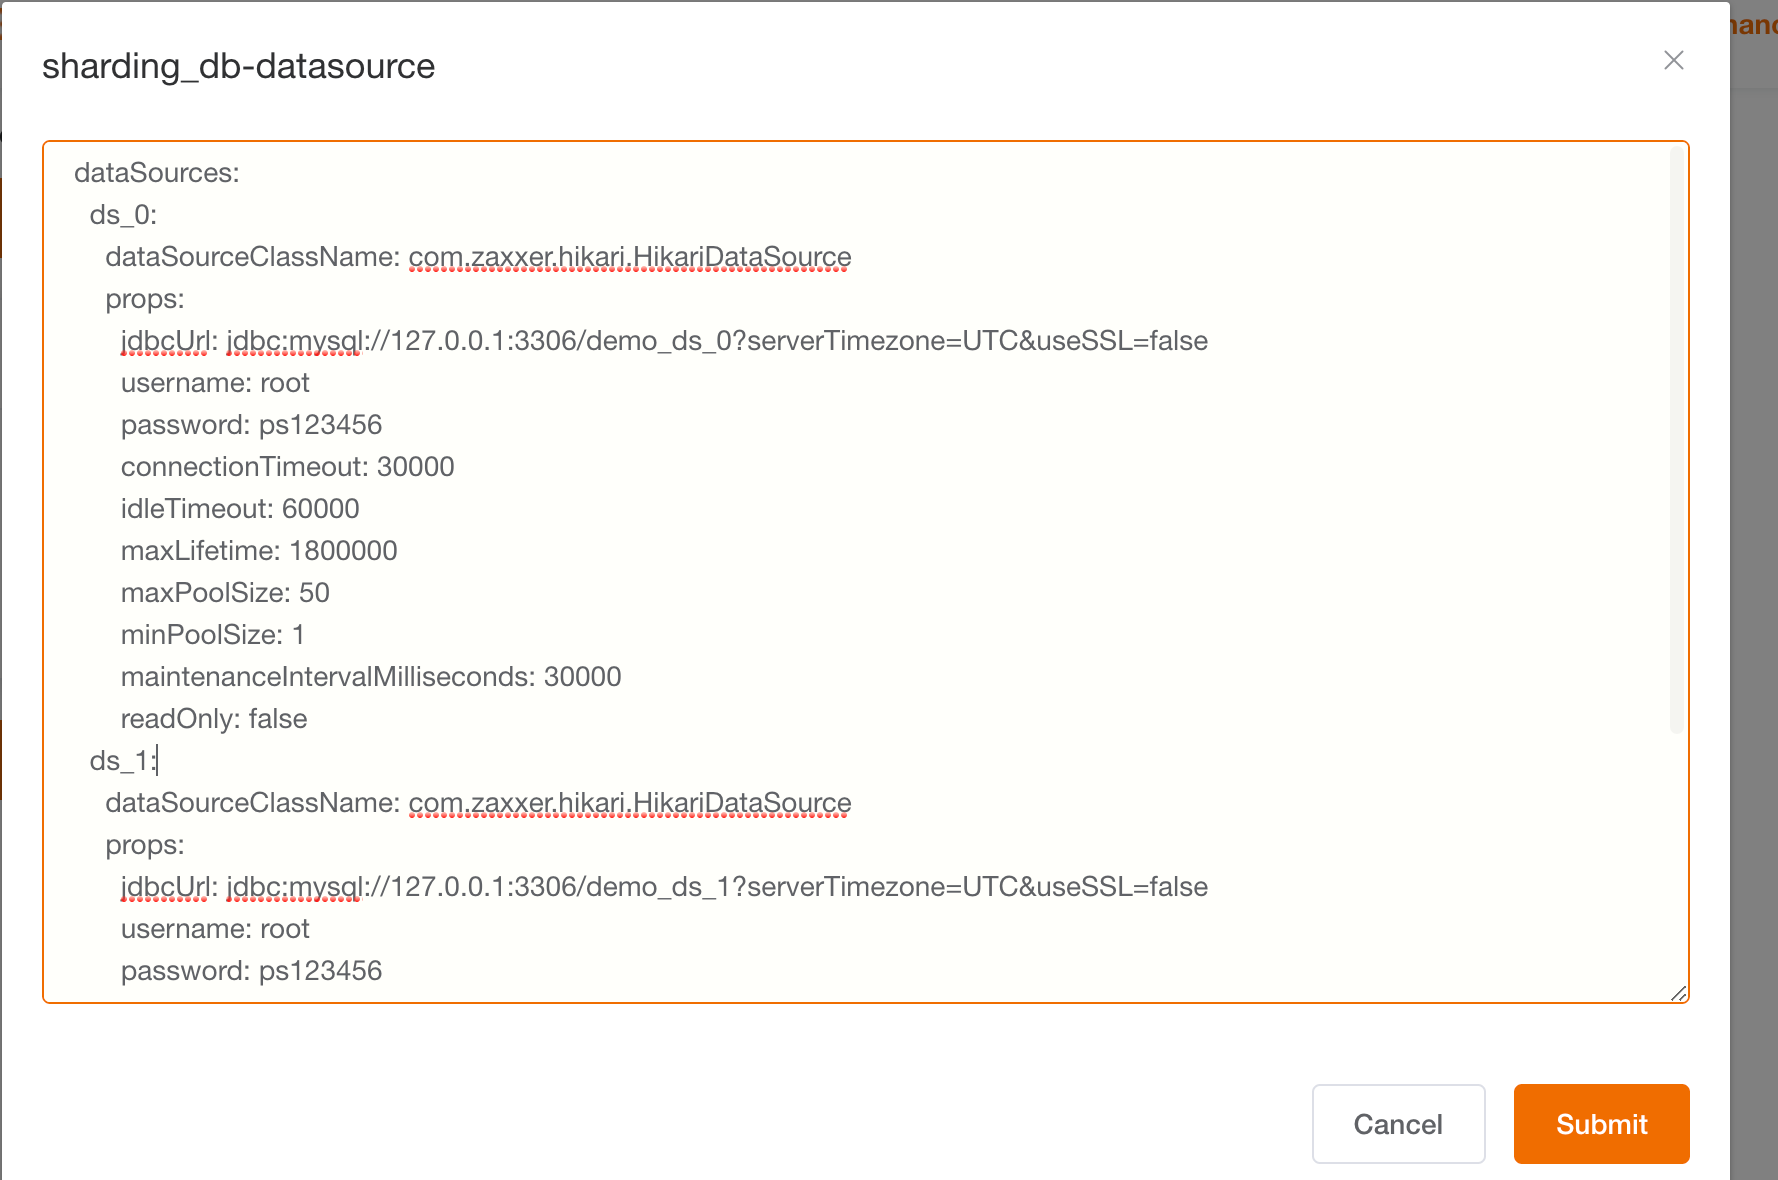 sharding_db-datasource
dataSources:
ds_0:
dataSourceClassName: com.zaxxer.hikari.HikariDataSource
props:
jdbcUrl: jdbc:mysql://127.0.0.1:3306/demo_ds_0?serverTimezone=UTC&useSSL=false
username: root
password: ps123456
connectionTimeout: 30000
idleTimeout: 60000
maxLifetime: 1800000
maxPoolSize: 50
minPoolSize: 1
maintenanceIntervalMilliseconds: 30000
readOnly: false
ds_1:
dataSourceClassName: com.zaxxer.hikari.HikariDataSource
props:
jdbcUrl: jdbc:mysql://127.0.0.1:3306/demo_ds_1?serverTimezone=UTC&useSSL=false
username: root
password: ps123456
Cancel
Submit